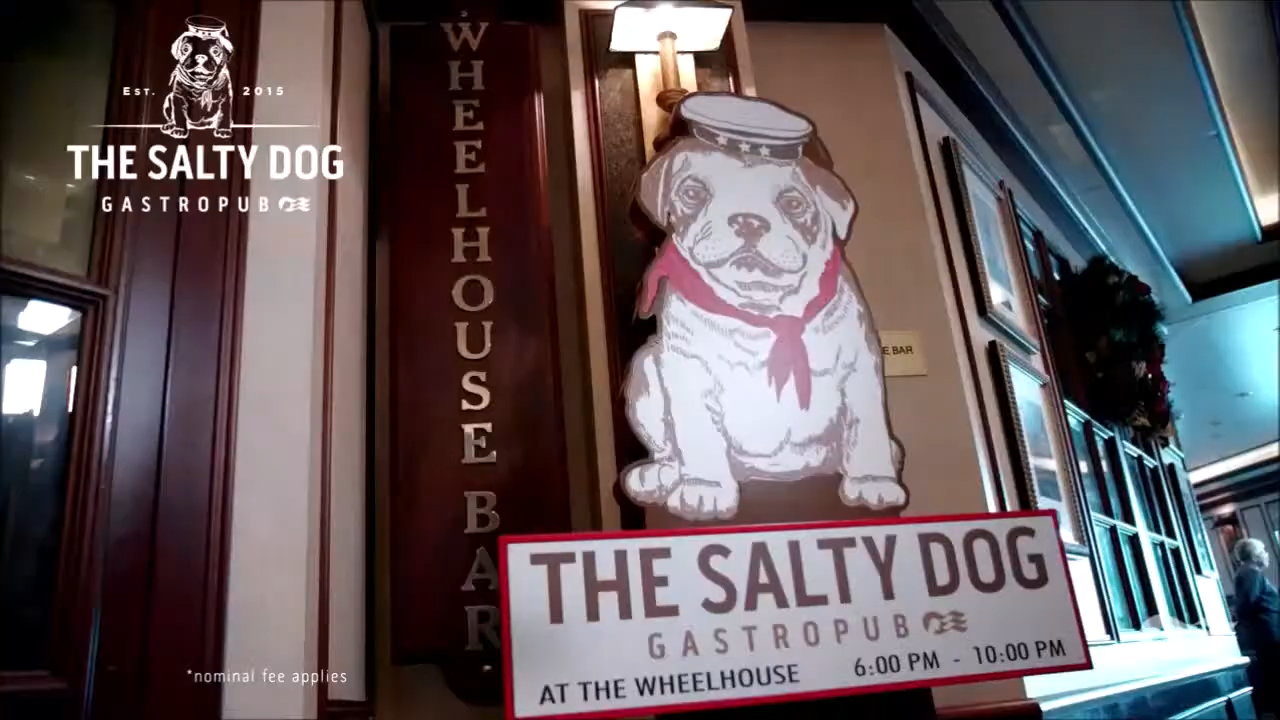 EST. 2015
THE SALTY DOG
GASTROPUB
WHEELHOUSE BAR
E BAR
THE SALTY DOG
GASTROPUB
AT THE WHEELHOUSE 6:00 PM - 10:00 PM
*nominal fee applies